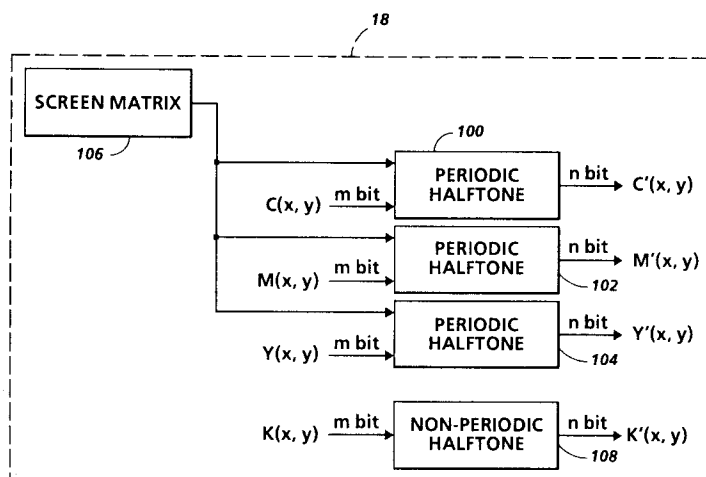 18
SCREEN MATRIX
106
100
PERIODIC
HALFTONE
C(x, y)
m bit
n bit
C'(x, y)
PERIODIC
HALFTONE
M(x, y)
m bit
n bit
M'(x, y)
102
PERIODIC
HALFTONE
Y(x, y)
m bit
n bit
Y'(x, y)
104
K(x, y)
m bit
NON-PERIODIC
HALFTONE
n bit
K'(x, y)
108